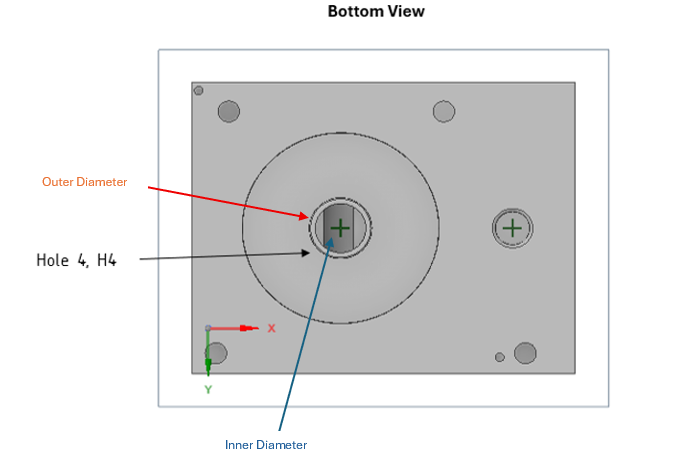 Bottom View
Outer Diameter
Hole 4, H4
X
Y
Inner Diameter